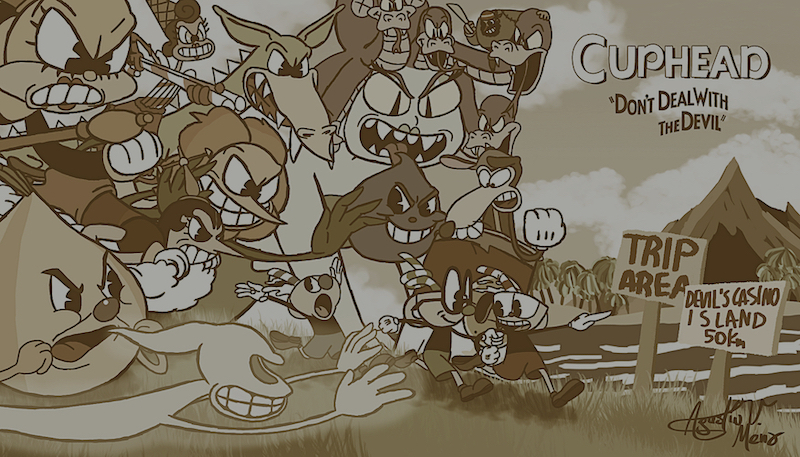 CUPHEAD
"DON'T DEAL WITH
THE DEVIL"
TRIP
AREA
DEVIL'S CASINO
ISLAND
50Km